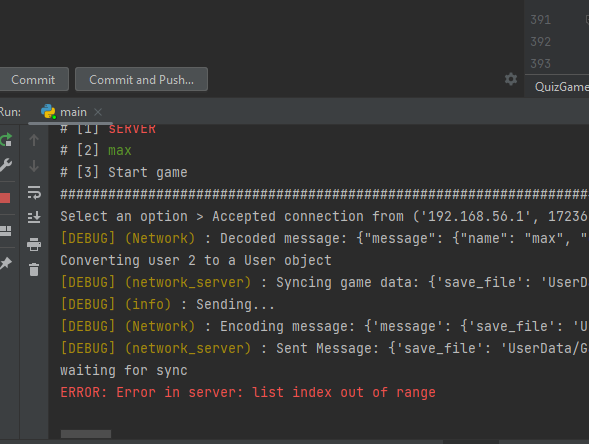 391
392
393
Commit
Commit and Push...
QuizGame
Run:
main
# [1] sERVER
# [2] max
# [3] Start game
##################################################################
Select an option > Accepted connection from ('192.168.56.1', 17236
[DEBUG] (Network) : Decoded message: {"message": {"name": "max", "
Converting user 2 to a User object
[DEBUG] (network_server) : Syncing game data: {'save_file': 'UserD
[DEBUG] (info) : Sending...
[DEBUG] (Network) : Encoding message: {'message': {'save_file': 'U
[DEBUG] (network_server) : Sent Message: {'save_file': 'UserData/G
waiting for sync
ERROR: Error in server: list index out of range